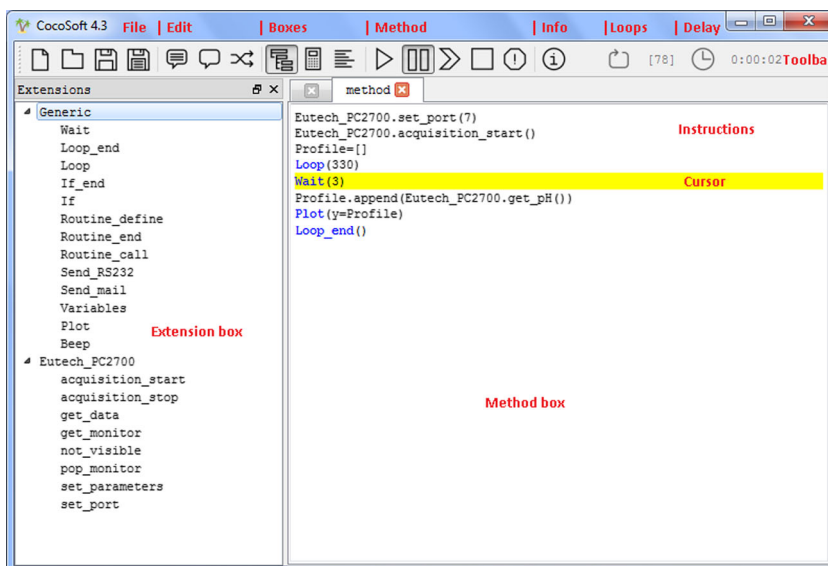 CocoSoft 4.3 File | Edit | Boxes | Method | Info |Loops | Delay
[78] 0:00:02 Toolba
Extensions
method
Generic
Wait
Loop_end
Loop
If_end
If
Routine_define
Routine_end
Routine_call
Send_RS232
Send_mail
Variables
Plot
Beep
Extension box
Eutech_PC2700
acquisition_start
acquisition_stop
get_data
get_monitor
not_visible
pop_monitor
set_parameters
set_port
Eutech_PC2700.set_port(7)
Eutech_PC2700.acquisition_start()
Instructions
Profile=[]
Loop(330)
Wait(3) Cursor
Profile.append(Eutech_PC2700.get_pH())
Plot(y=Profile)
Loop_end()
Method box